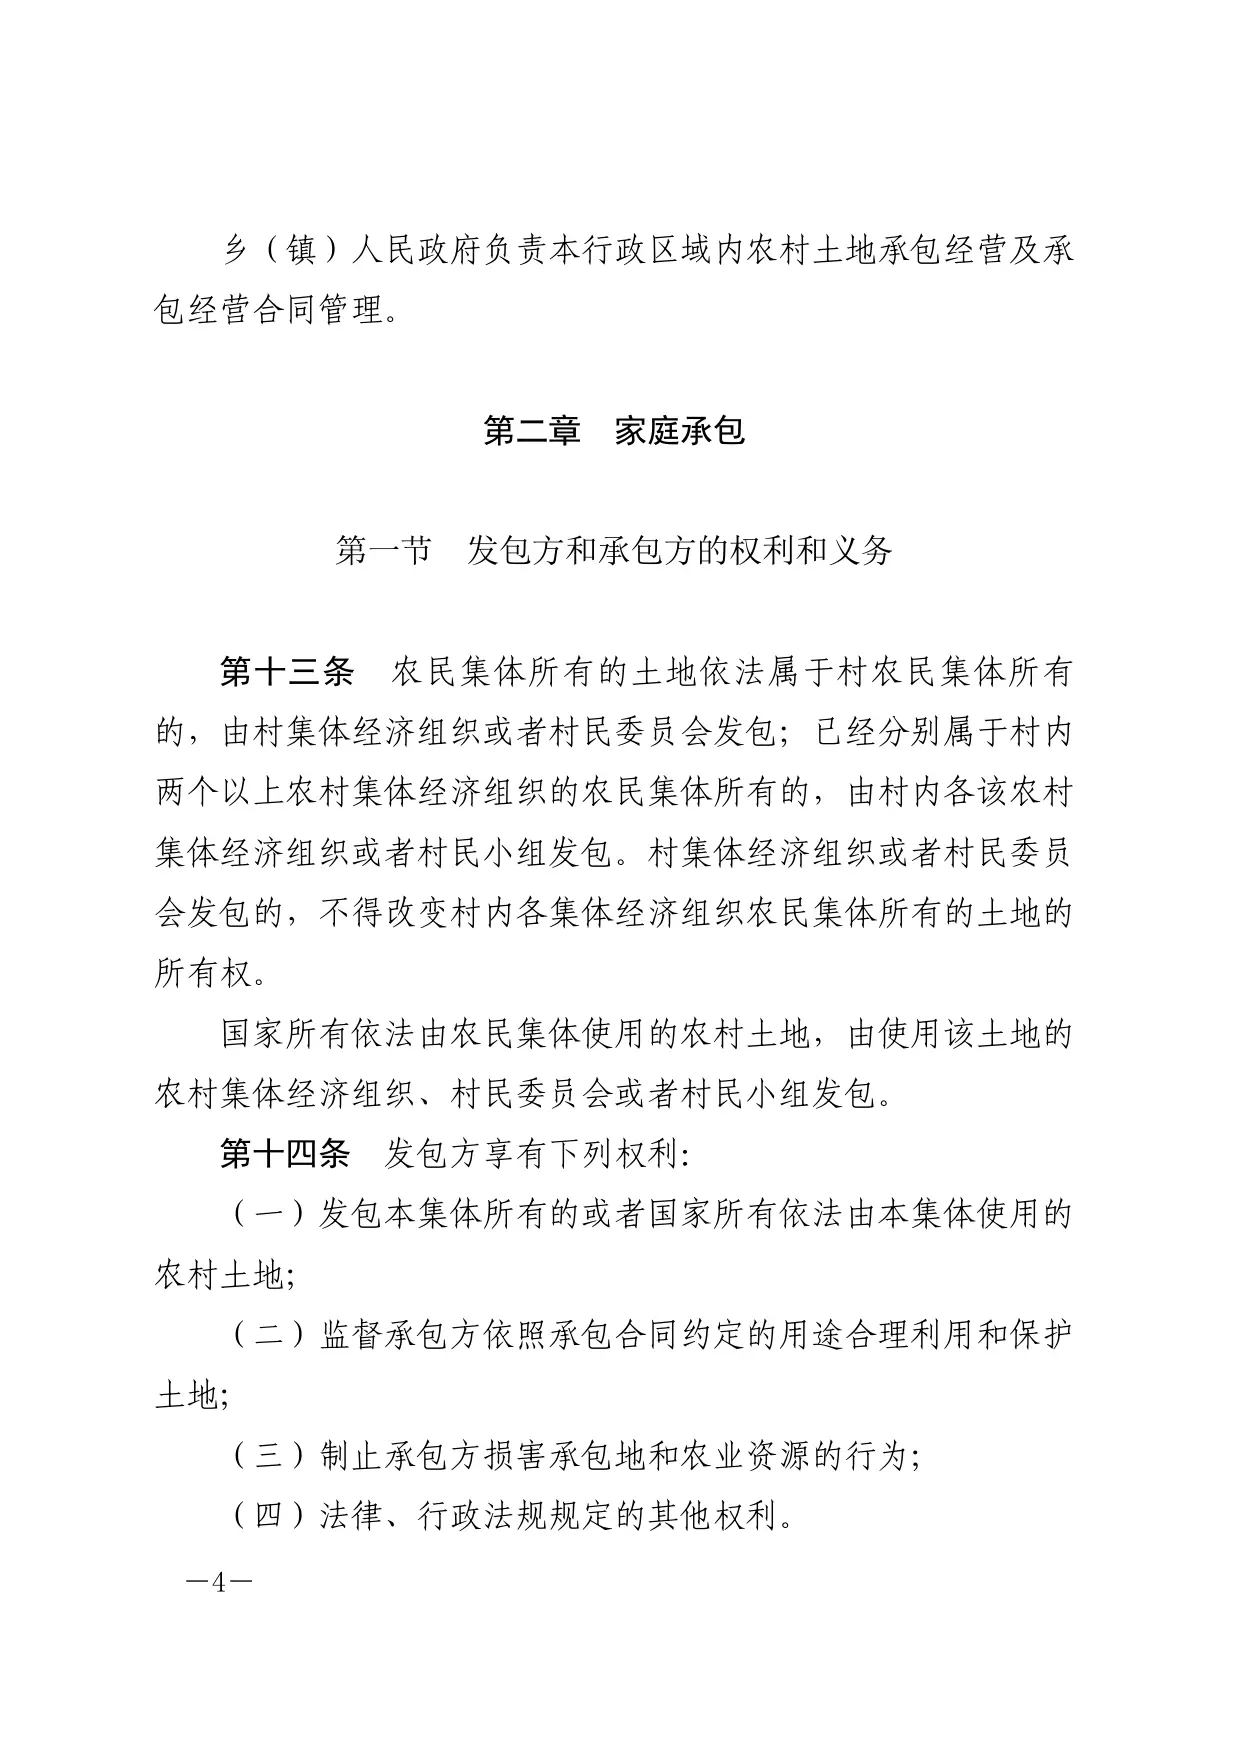 乡（镇）人民政府负责本行政区域内农村土地承包经营及承
包经营合同管理。
第二章　家庭承包
第一节　发包方和承包方的权利和义务
第十三条　农民集体所有的土地依法属于村农民集体所有
的，由村集体经济组织或者村民委员会发包；已经分别属于村内
两个以上农村集体经济组织的农民集体所有的，由村内各该农村
集体经济组织或者村民小组发包。村集体经济组织或者村民委员
会发包的，不得改变村内各集体经济组织农民集体所有的土地的
所有权。
国家所有依法由农民集体使用的农村土地，由使用该土地的
农村集体经济组织、村民委员会或者村民小组发包。
第十四条　发包方享有下列权利：
（一）发包本集体所有的或者国家所有依法由本集体使用的
农村土地；
（二）监督承包方依照承包合同约定的用途合理利用和保护
土地；
（三）制止承包方损害承包地和农业资源的行为；
（四）法律、行政法规规定的其他权利。
—4—